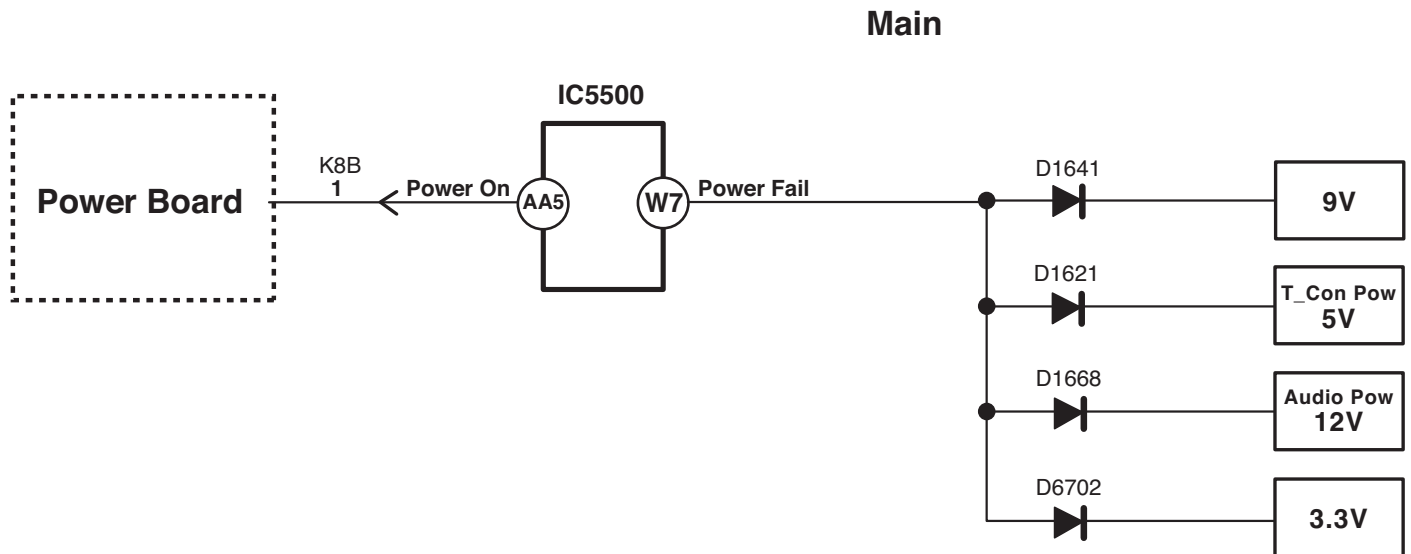 Main
IC5500
Power Board
K8B
1
Power On
AA5
W7
Power Fail
D1641
9V
D1621
T_Con Pow
5V
D1668
Audio Pow
12V
D6702
3.3V